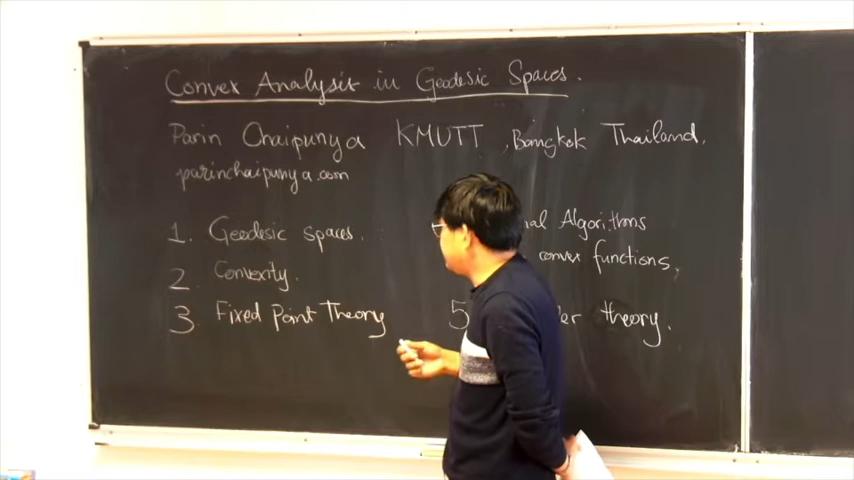 Convex Analysis in Geodesic Spaces.
Parin Chaipunya KMUTT, Bangkok Thailand,
parinchaipunya.com
1. Geodesic spaces.
2. Convexity.
3. Fixed Point Theory
Algorithms
convex functions,
5 theory.